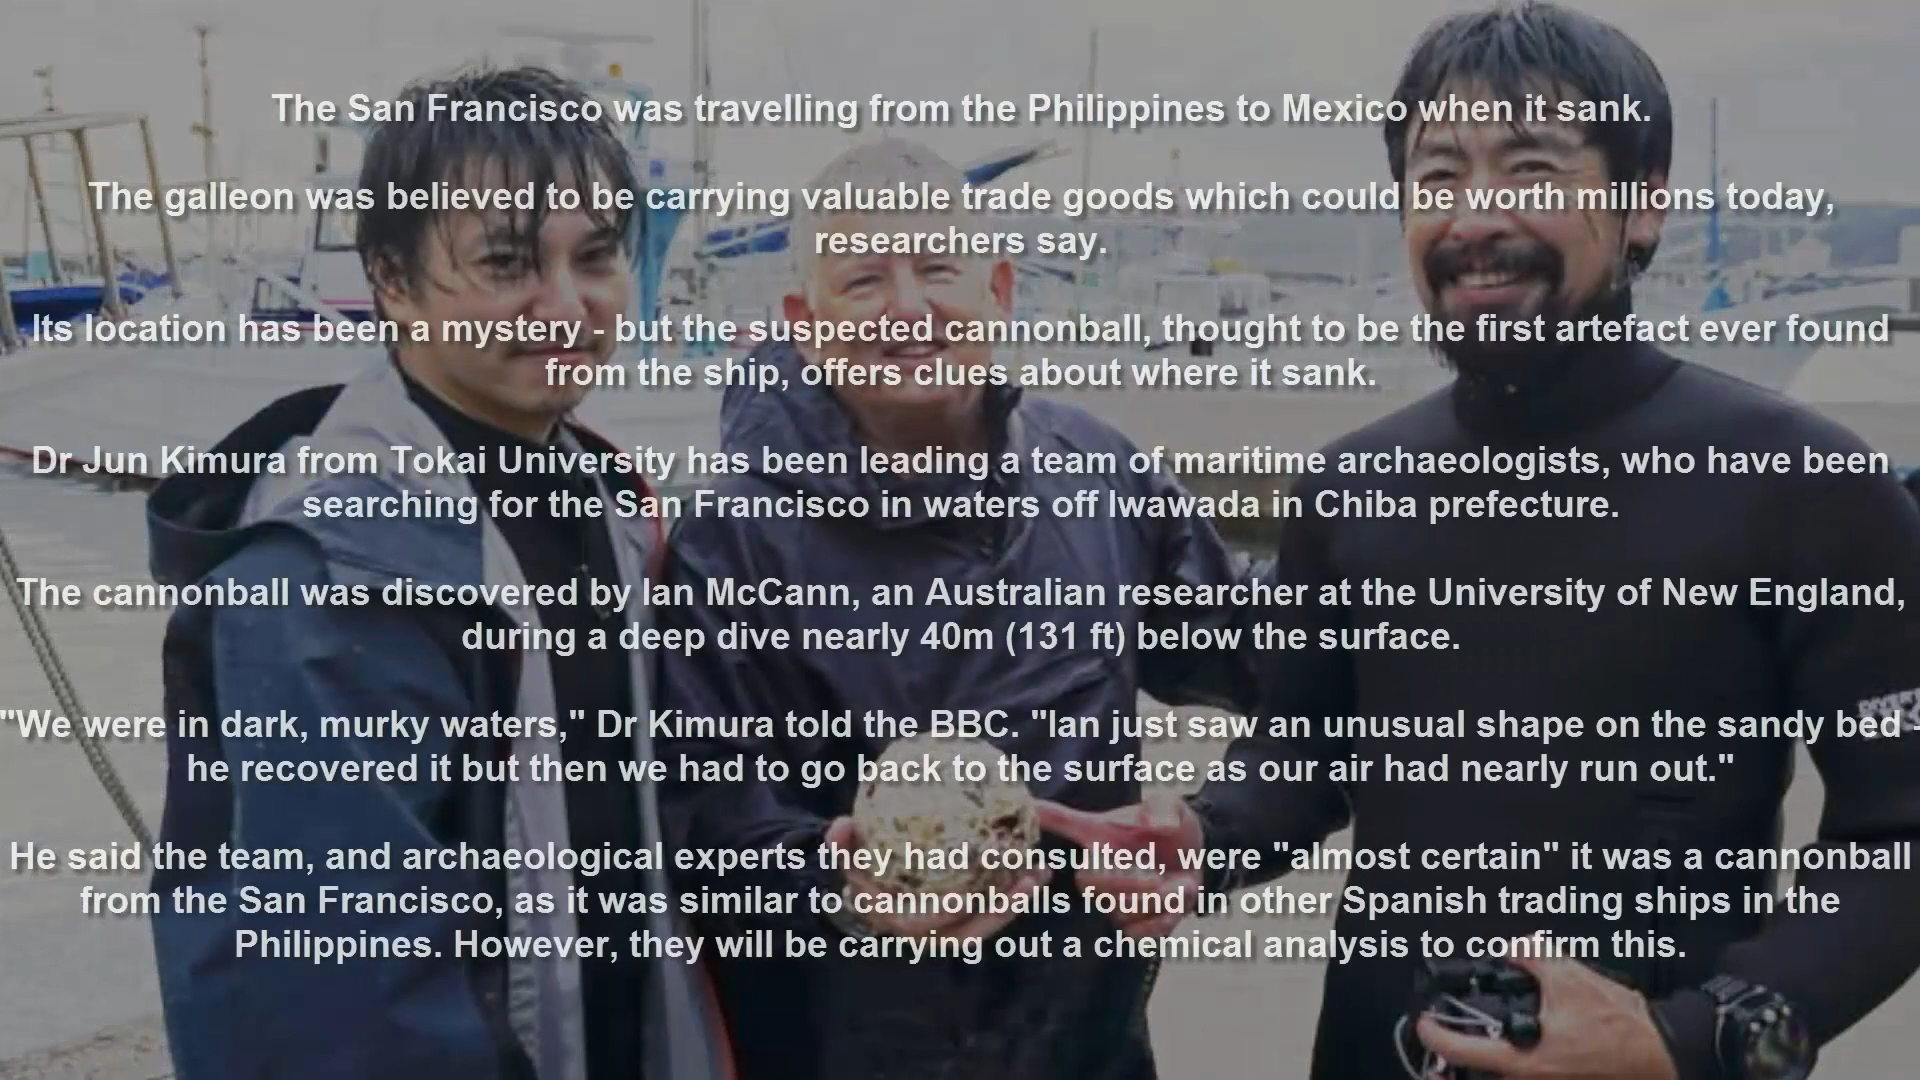 The San Francisco was travelling from the Philippines to Mexico when it sank.
The galleon was believed to be carrying valuable trade goods which could be worth millions today,
researchers say.
Its location has been a mystery - but the suspected cannonball, thought to be the first artefact ever found
from the ship, offers clues about where it sank.
Dr Jun Kimura from Tokai University has been leading a team of maritime archaeologists, who have been
searching for the San Francisco in waters off Iwawada in Chiba prefecture.
The cannonball was discovered by Ian McCann, an Australian researcher at the University of New England,
during a deep dive nearly 40m (131 ft) below the surface.
"We were in dark, murky waters," Dr Kimura told the BBC. "Ian just saw an unusual shape on the sandy bed -
he recovered it but then we had to go back to the surface as our air had nearly run out."
He said the team, and archaeological experts they had consulted, were "almost certain" it was a cannonball
from the San Francisco, as it was similar to cannonballs found in other Spanish trading ships in the
Philippines. However, they will be carrying out a chemical analysis to confirm this.